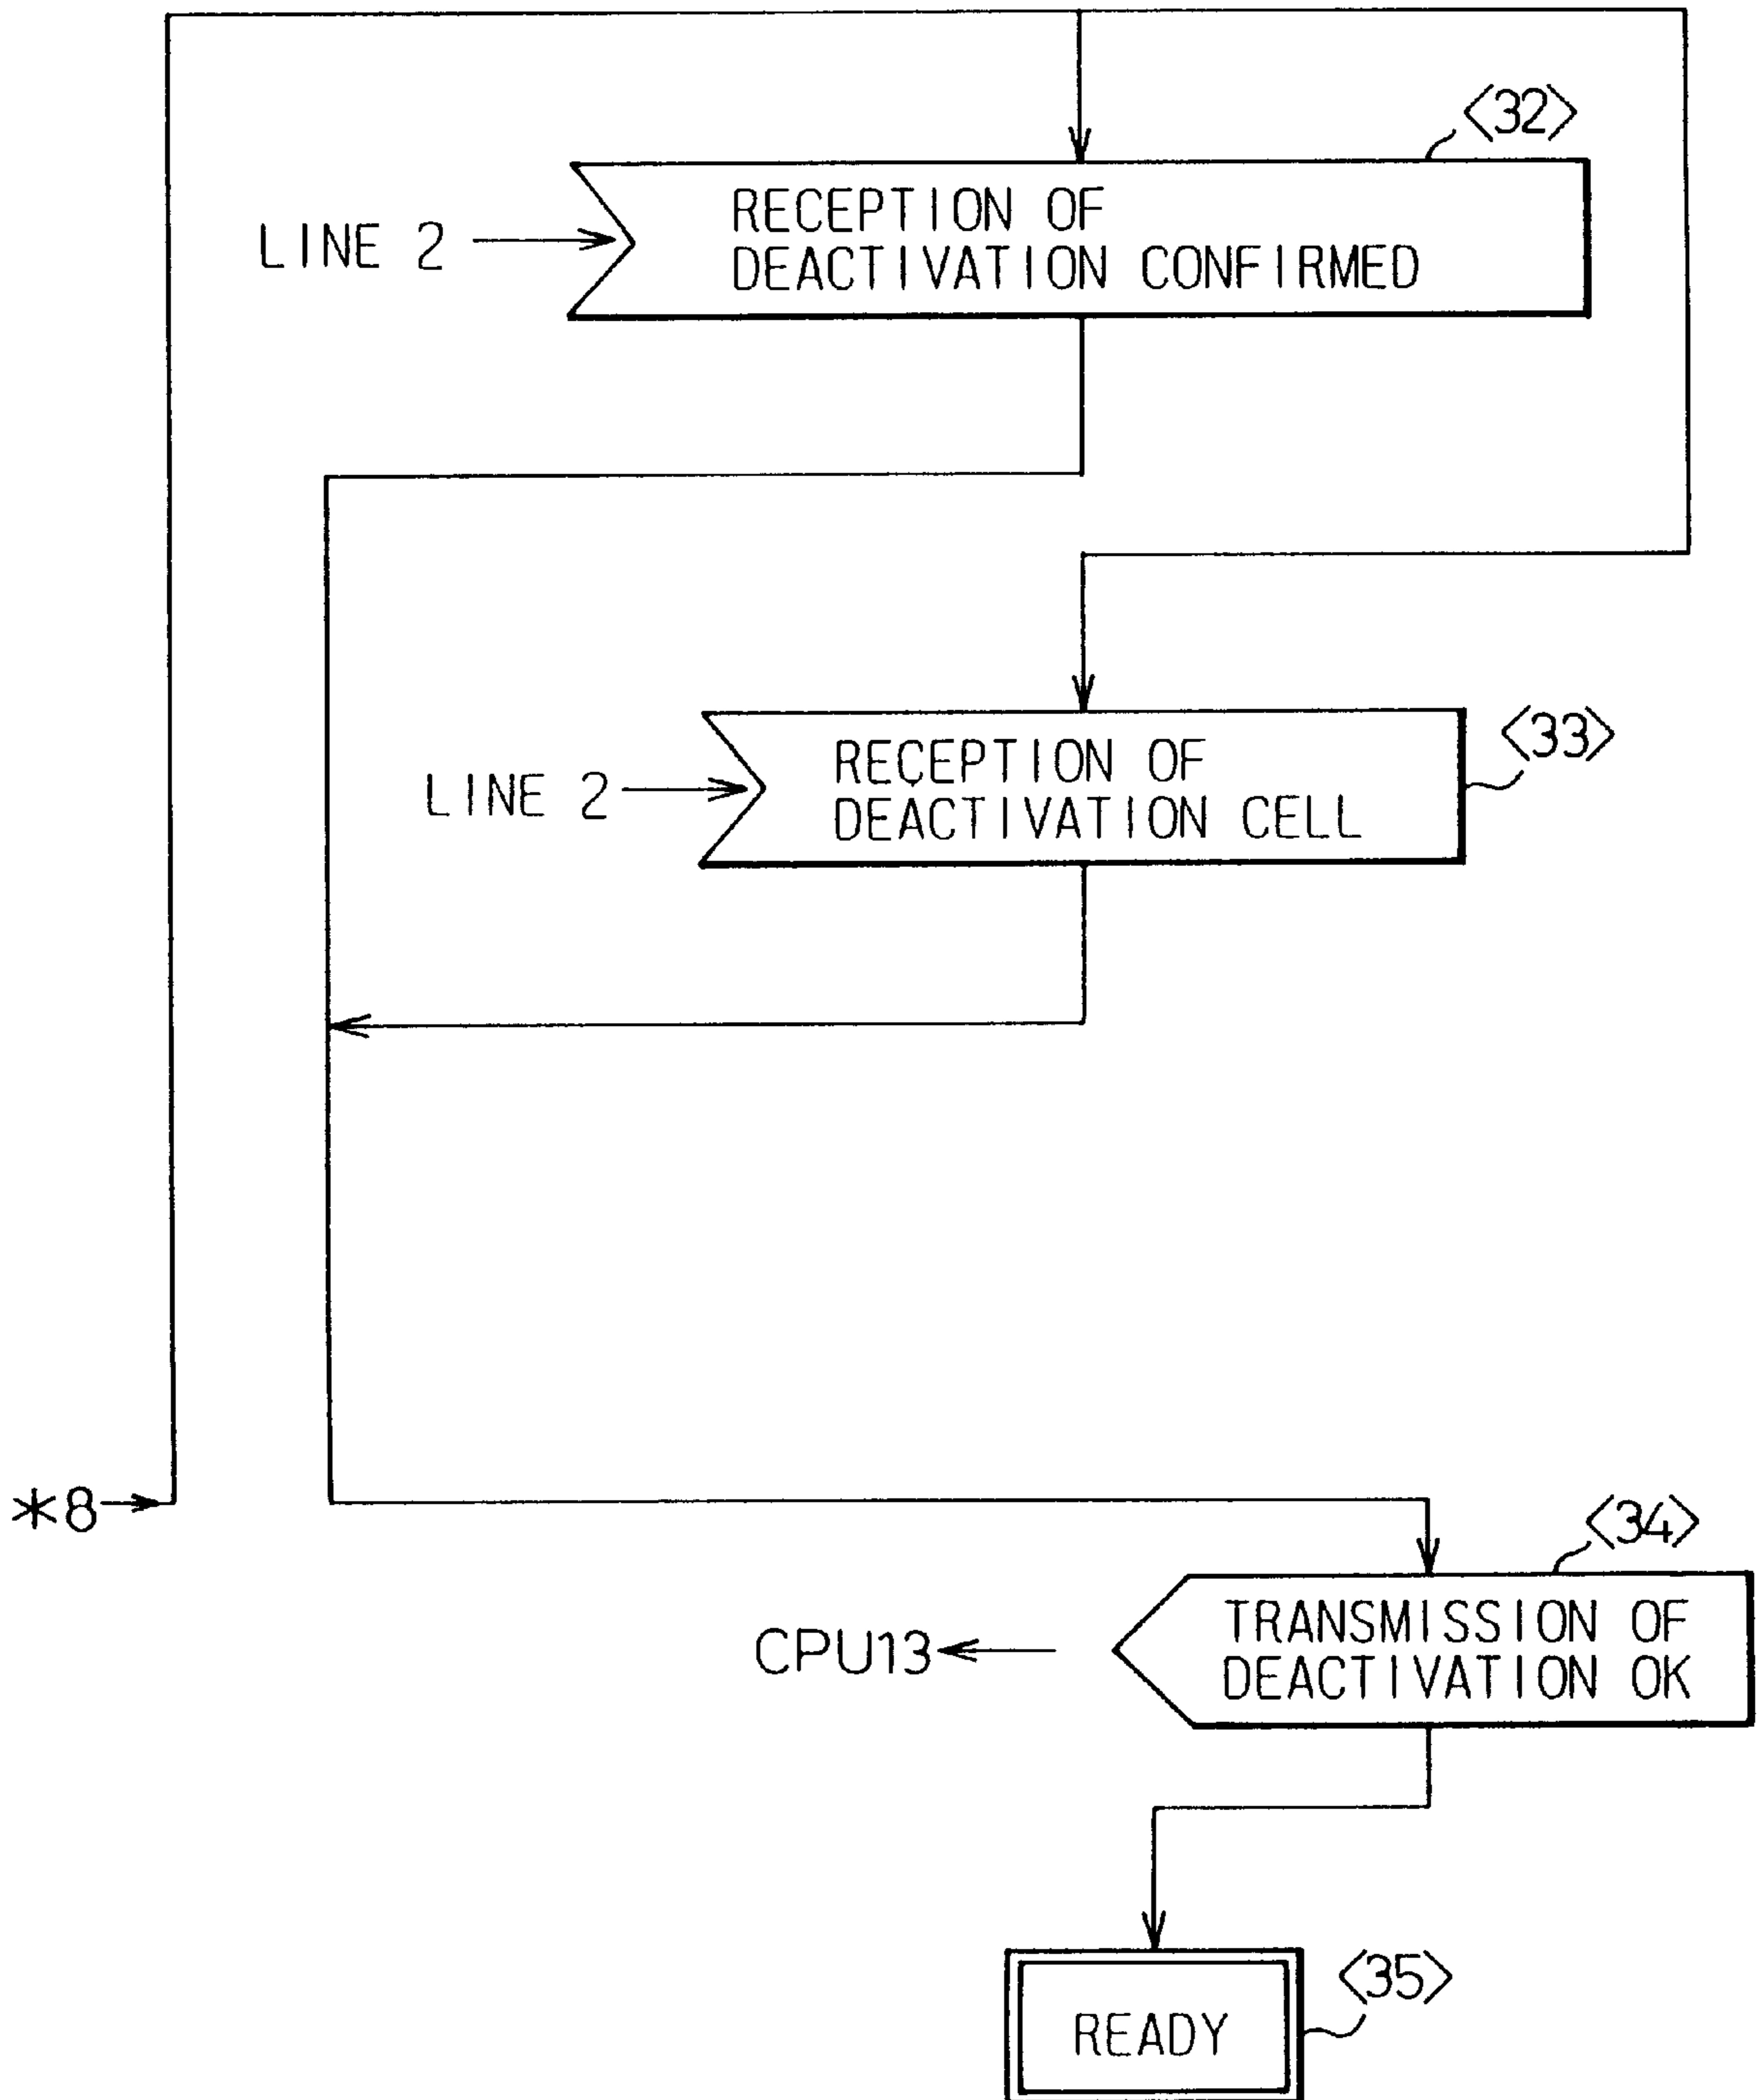 <32>
RECEPTION OF
LINE 2
DEACTIVATION CONFIRMED
<33>
RECEPTION OF
LINE 2
DEACTIVATION CELL
*8
<34>
TRANSMISSION OF
CPU13
DEACTIVATION OK
<35>
READY